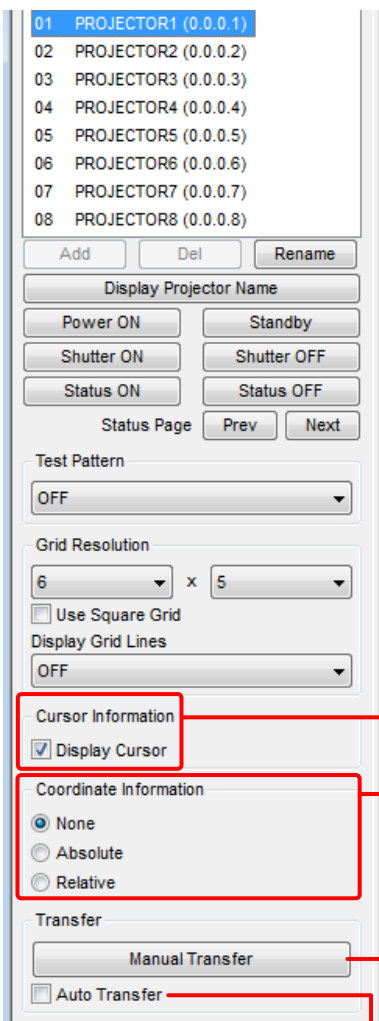 01 PROJECTOR1 (0.0.0.1)
02 PROJECTOR2 (0.0.0.2)
03 PROJECTOR3 (0.0.0.3)
04 PROJECTOR4 (0.0.0.4)
05 PROJECTOR5 (0.0.0.5)
06 PROJECTOR6 (0.0.0.6)
07 PROJECTOR7 (0.0.0.7)
08 PROJECTOR8 (0.0.0.8)
Add Del Rename
Display Projector Name
Power ON Standby
Shutter ON Shutter OFF
Status ON Status OFF
Status Page Prev Next
Test Pattern
OFF
Grid Resolution
6 x 5
Use Square Grid
Display Grid Lines
OFF
Cursor Information
Display Cursor
Coordinate Information
None
Absolute
Relative
Transfer
Manual Transfer
Auto Transfer